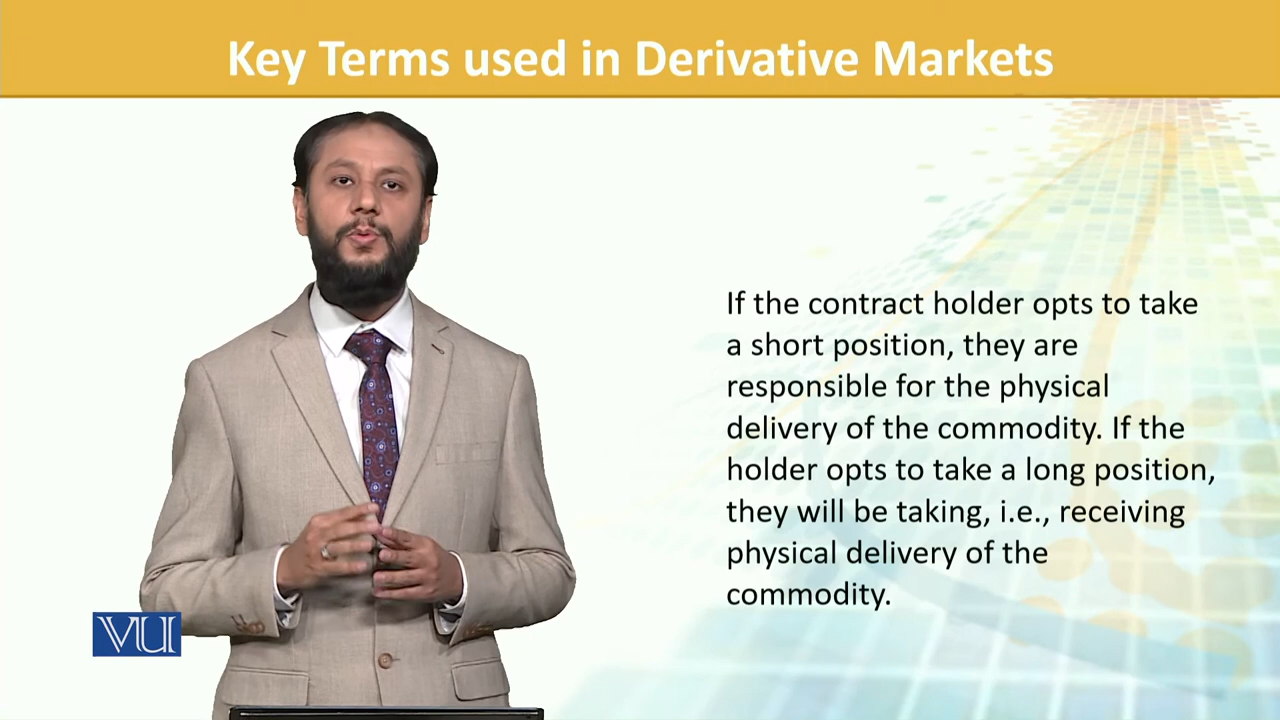 Key Terms used in Derivative Markets
If the contract holder opts to take
a short position, they are
responsible for the physical
delivery of the commodity. If the
holder opts to take a long position,
they will be taking, i.e., receiving
physical delivery of the
commodity.
VU